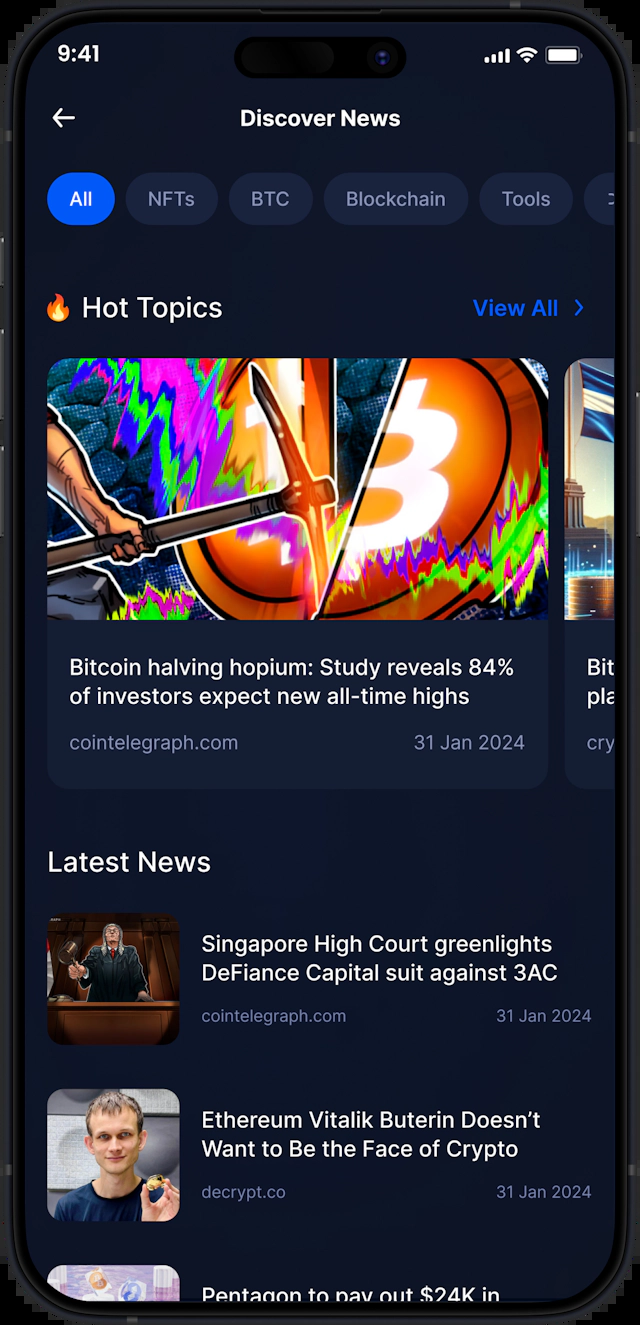 9:41
Discover News
All
NFTs
BTC
Blockchain
Tools
🔥 Hot Topics
View All
Bitcoin halving hopium: Study reveals 84%
of investors expect new all-time highs
cointelegraph.com
31 Jan 2024
Bit
pla
cry
Latest News
Singapore High Court greenlights
DeFiance Capital suit against 3AC
cointelegraph.com
31 Jan 2024
Ethereum Vitalik Buterin Doesn’t
Want to Be the Face of Crypto
decrypt.co
31 Jan 2024
Pentagon to pay out $24K in